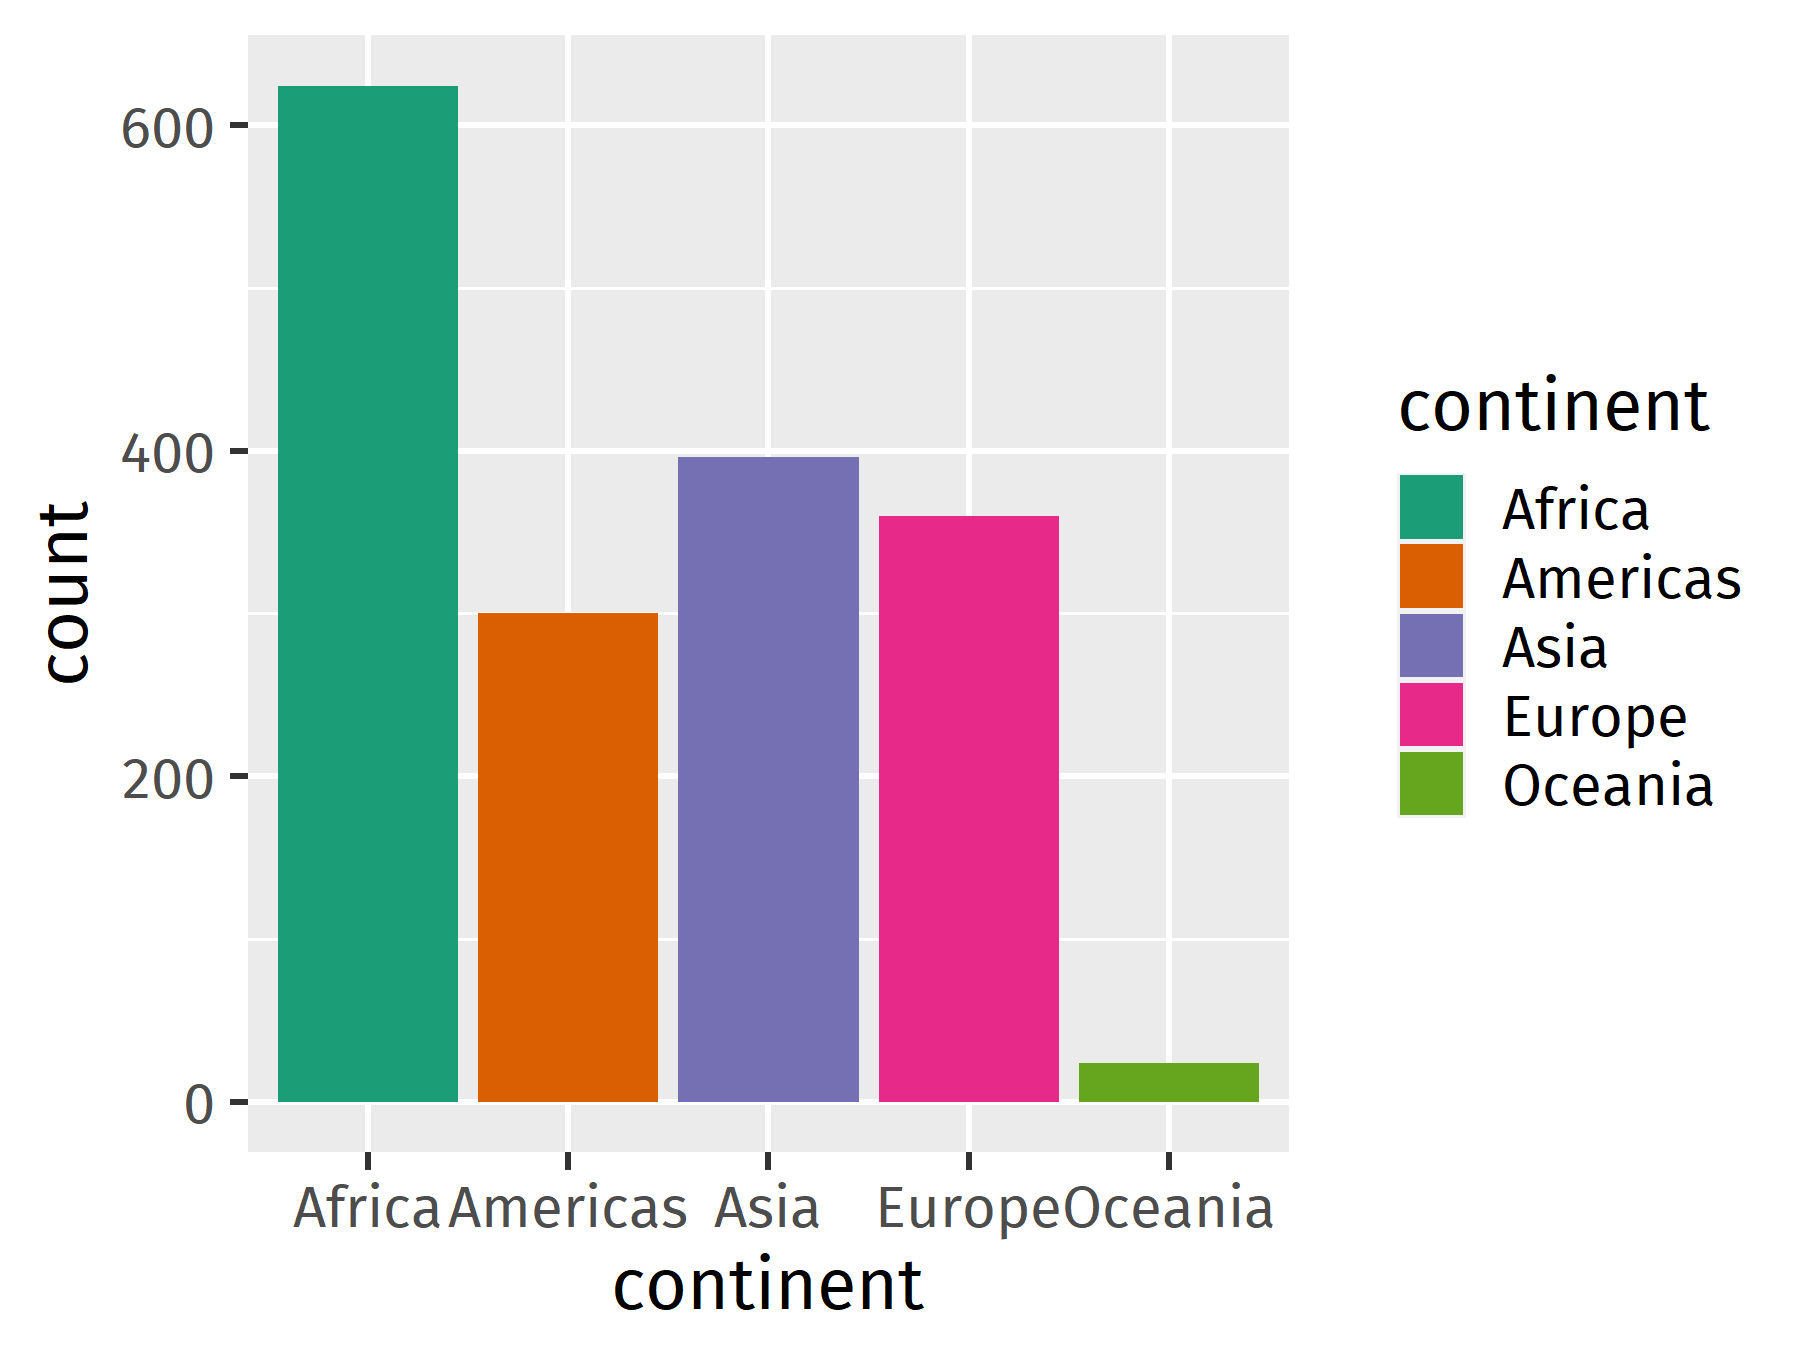 600
400
200
0
count
Africa Americas Asia Europe Oceania
continent
continent
Africa
Americas
Asia
Europe
Oceania